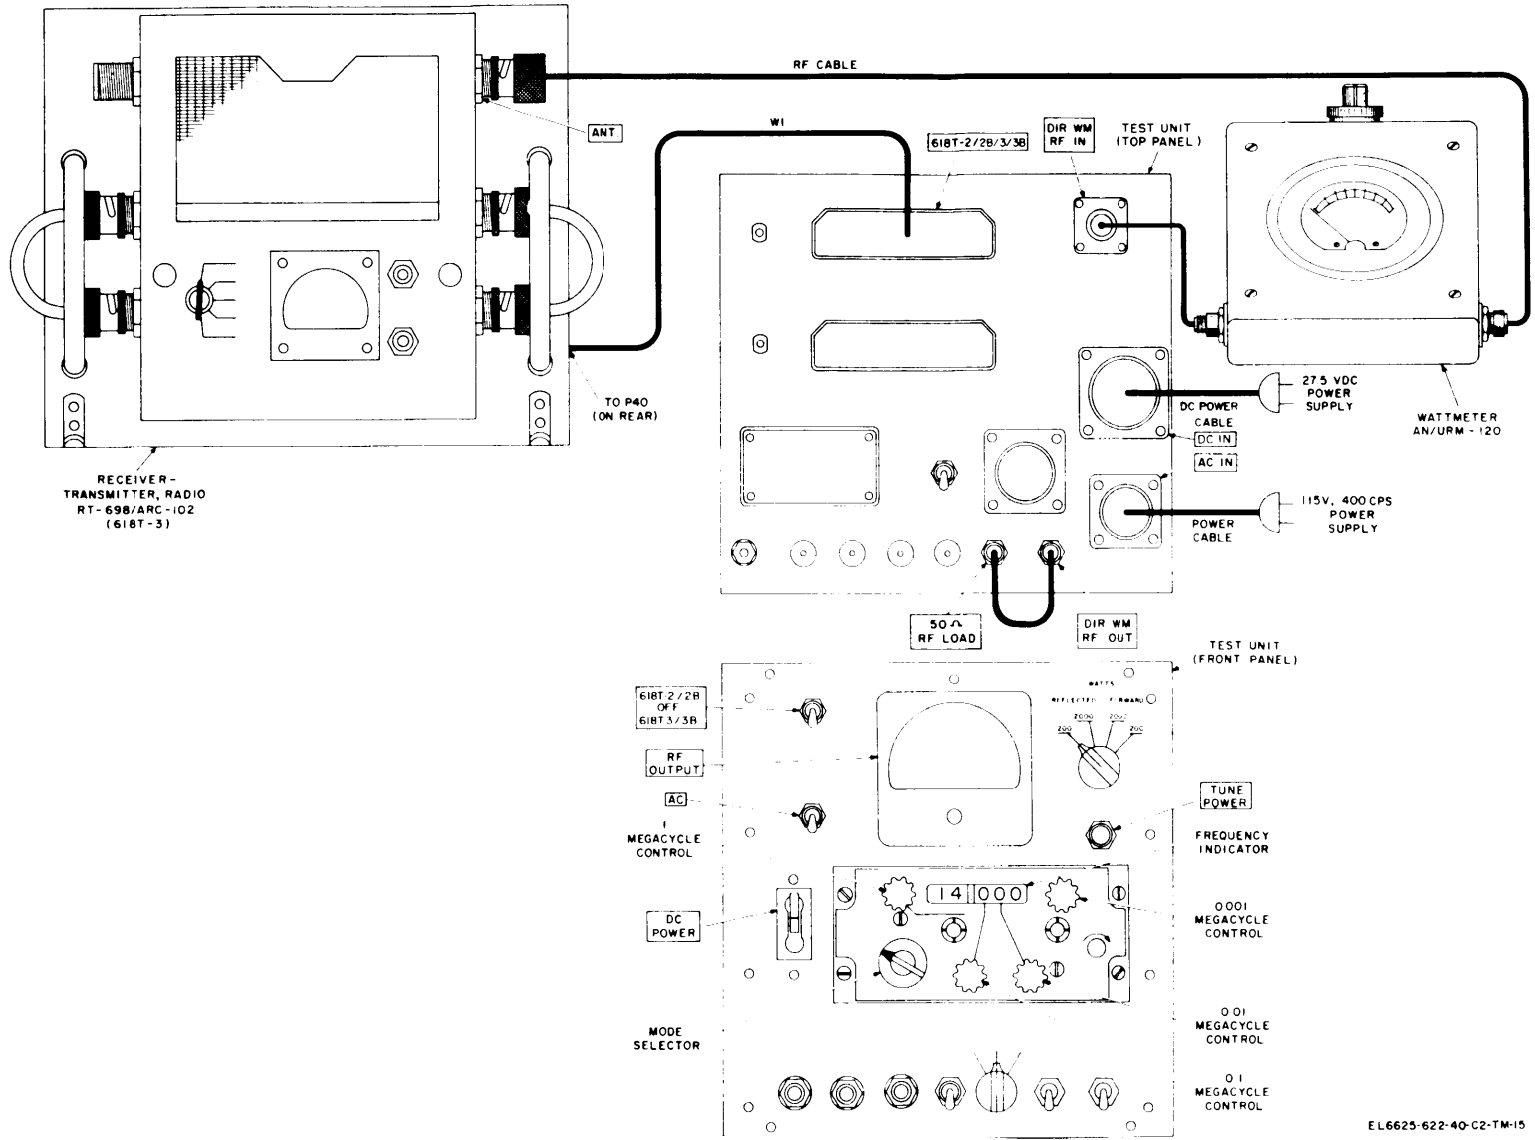 RF CABLE
ANT
W1
618T-2/2B/3/3B
DIR WM
RF IN
TEST UNIT
(TOP PANEL)
TO P40
(ON REAR)
RECEIVER-
TRANSMITTER, RADIO
RT-698/ARC-102
(618T-3)
27.5 VDC
POWER
SUPPLY
DC POWER
CABLE
DC IN
AC IN
WATTMETER
AN/URM-120
115V, 400CPS
POWER
SUPPLY
POWER
CABLE
50Ω
RF LOAD
DIR WM
RF OUT
TEST UNIT
(FRONT PANEL)
618T-2/2B
OFF
618T3/3B
WATTS
REFLECTED FORWARD
200 2000 2000 200
RF
OUTPUT
AC
1
MEGACYCLE
CONTROL
TUNE
POWER
FREQUENCY
INDICATOR
14 000
DC
POWER
0.001
MEGACYCLE
CONTROL
MODE
SELECTOR
0.01
MEGACYCLE
CONTROL
0.1
MEGACYCLE
CONTROL
EL6625-622-40-C2-TM-15